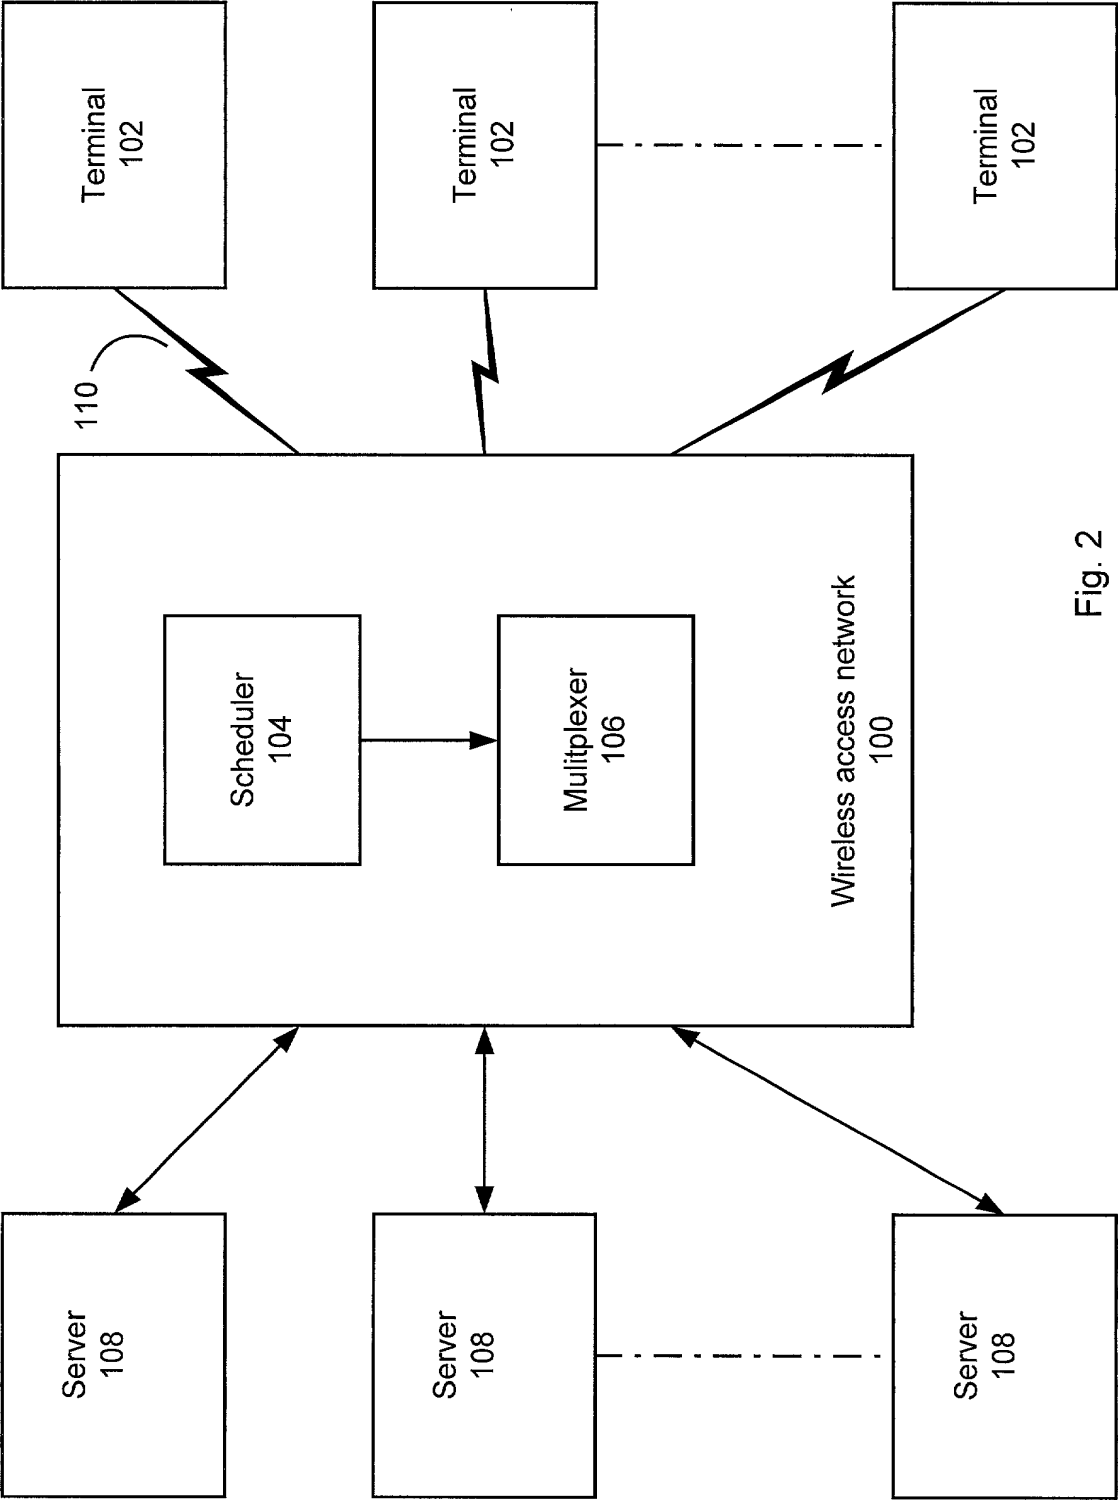 Server
108
Server
108
Server
108
Scheduler
104
Mulitplexer
106
Wireless access network
100
110
Terminal
102
Terminal
102
Terminal
102
Fig. 2